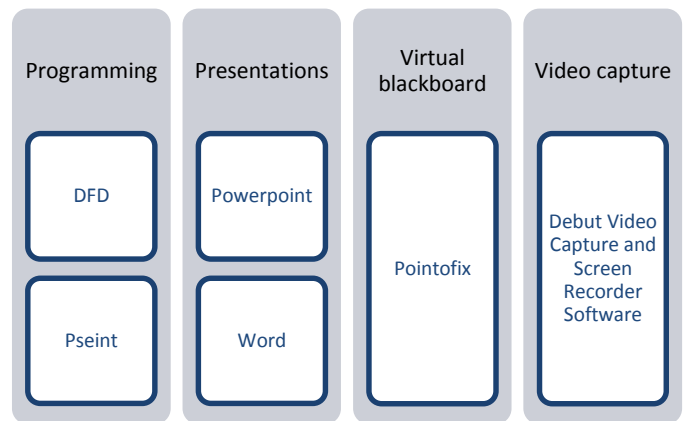 Programming
DFD
Pseint
Presentations
Powerpoint
Word
Virtual
blackboard
Pointofix
Video capture
Debut Video
Capture and
Screen
Recorder
Software